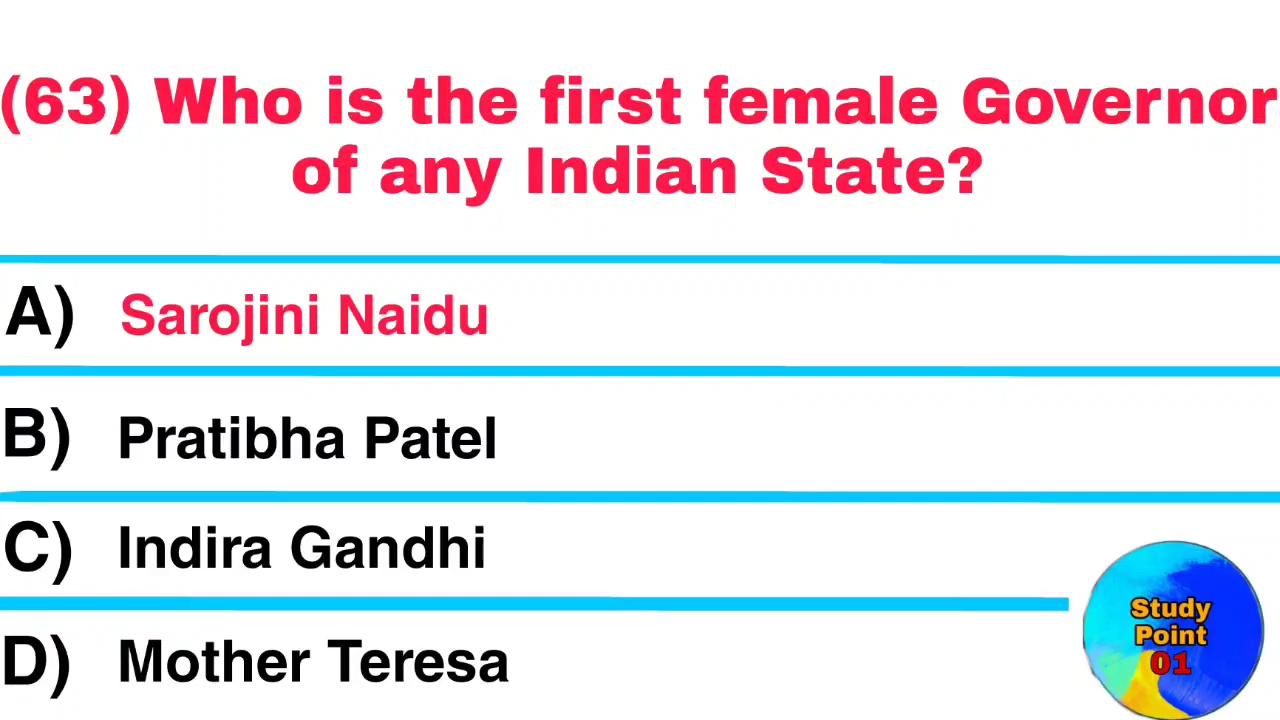 (63) Who is the first female Governor
of any Indian State?
A) Sarojini Naidu
B) Pratibha Patel
C) Indira Gandhi
D) Mother Teresa
Study
Point
01